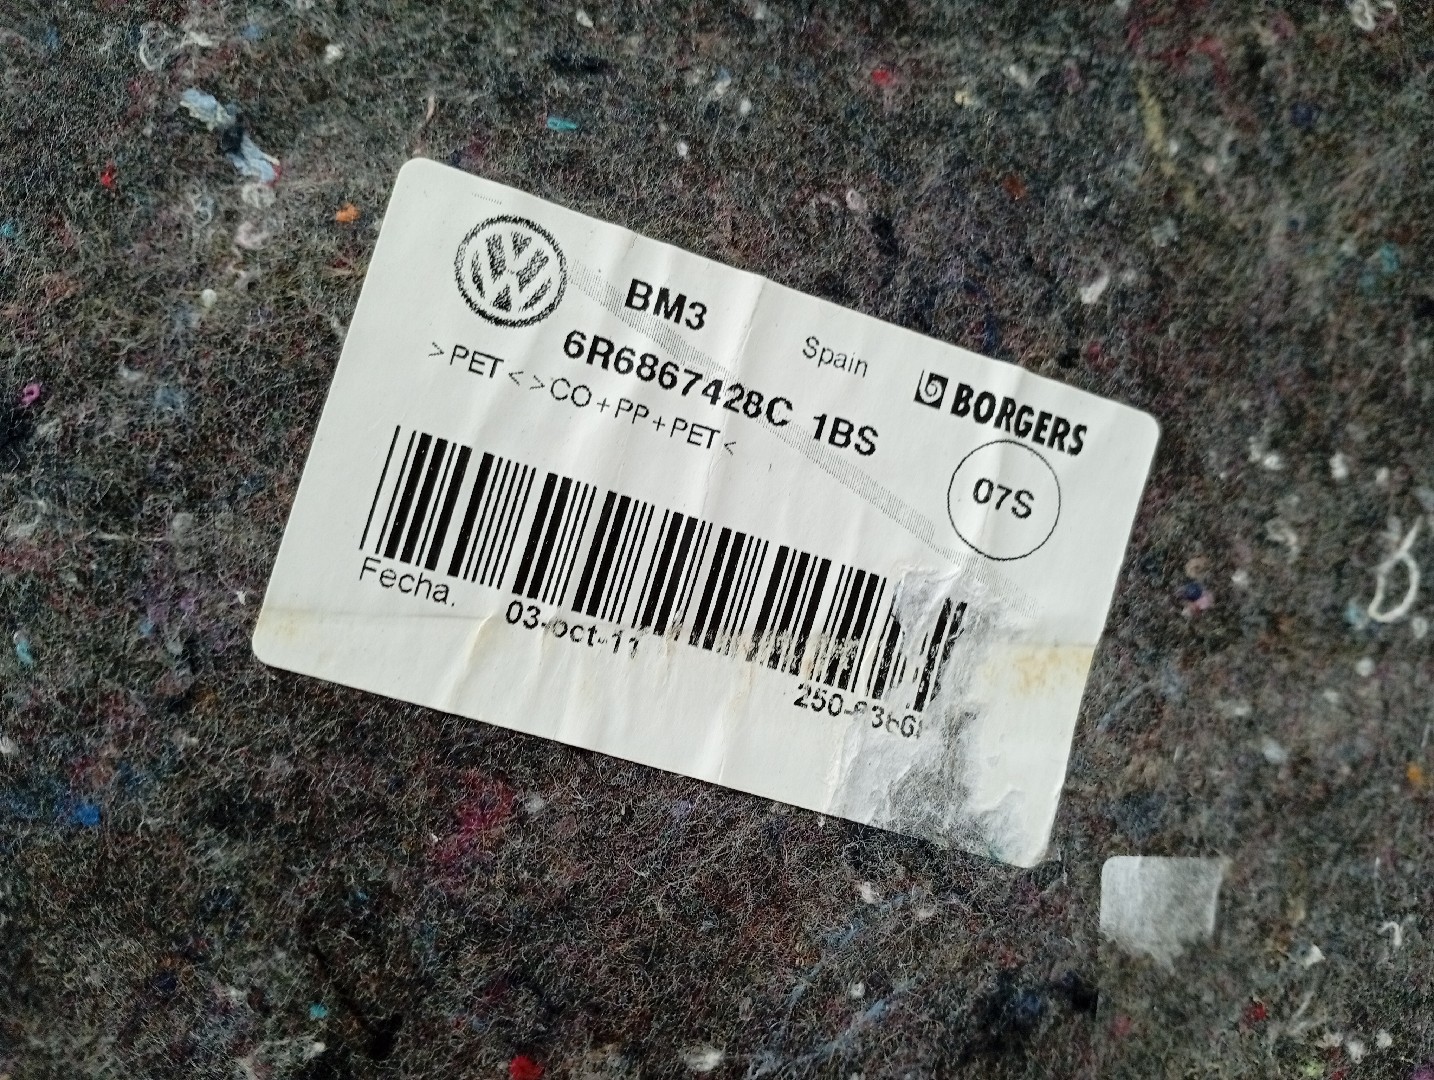 BM3
Spain
6R6867428C 1BS
BORGERS
>PET<>CO+PP+PET<
07S
Fecha.
03-oct-11